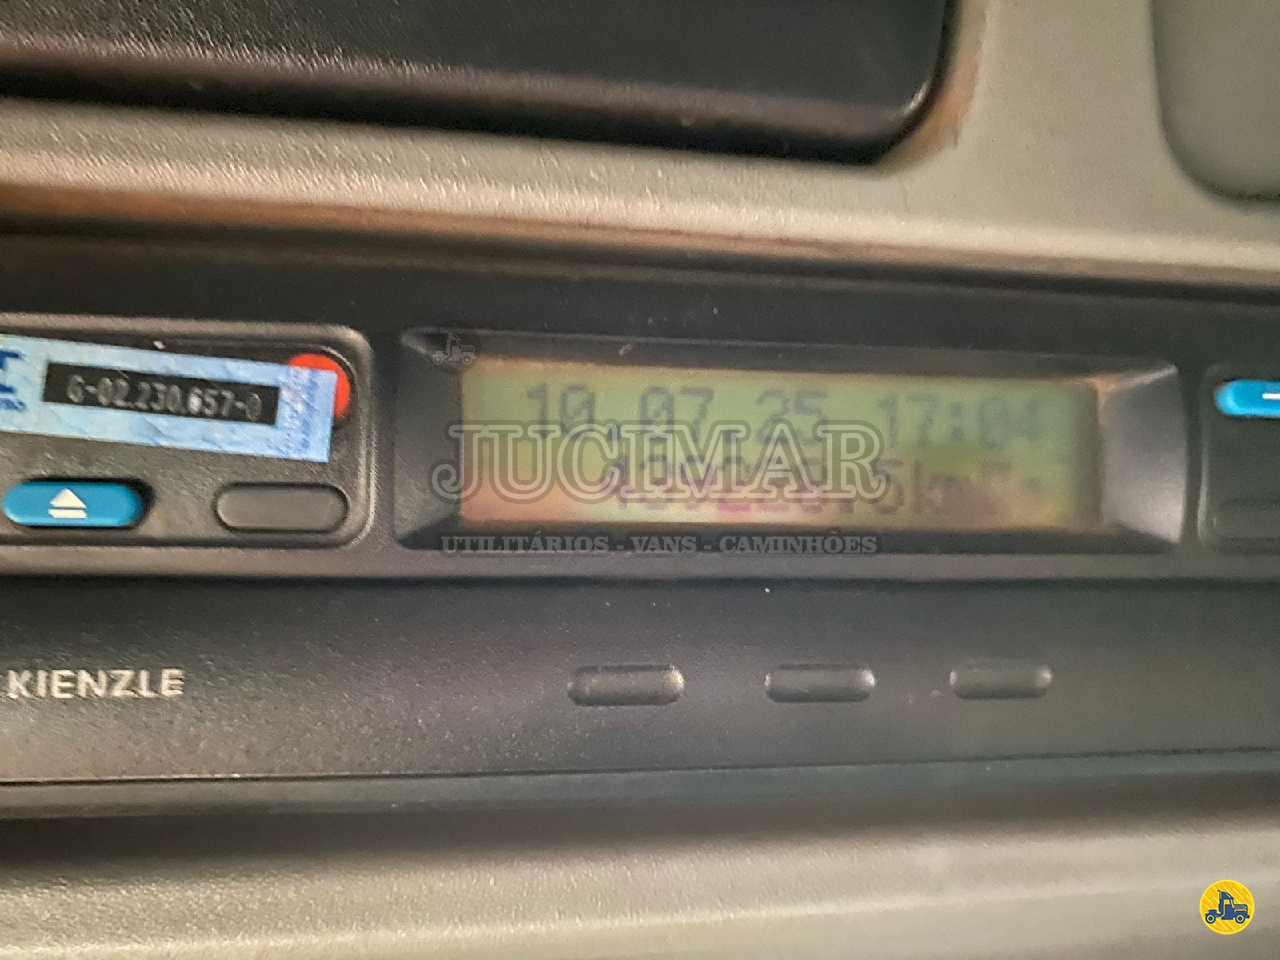 6-02.230.657-0
10.07.25 17:04
JUCIMAR
UTILITÁRIOS - VANS - CAMINHÕES
KIENZLE